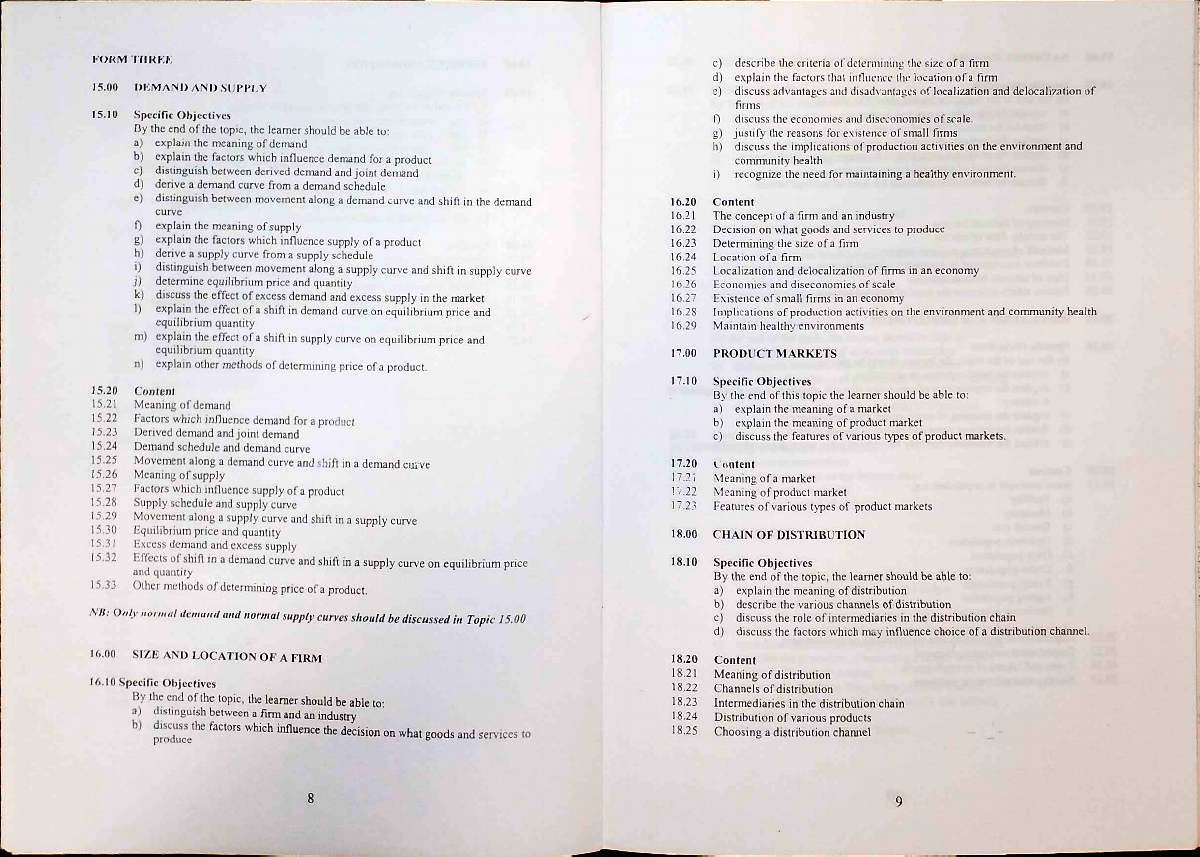 FORM THREE
15.00 DEMAND AND SUPPLY
15.10 Specific Objectives
By the end of the topic, the learner should be able to:
a) explain the meaning of demand
b) explain the factors which influence demand for a product
c) distinguish between derived demand and joint demand
d) derive a demand curve from a demand schedule
e) distinguish between movement along a demand curve and shift in the demand
curve
f) explain the meaning of supply
g) explain the factors which influence supply of a product
h) derive a supply curve from a supply schedule
i) distinguish between movement along a supply curve and shift in supply curve
j) determine equilibrium price and quantity
k) discuss the effect of excess demand and excess supply in the market
l) explain the effect of a shift in demand curve on equilibrium price and
equilibrium quantity
m) explain the effect of a shift in supply curve on equilibrium price and
equilibrium quantity
n) explain other methods of determining price of a product.
15.20 Content
15.21 Meaning of demand
15.22 Factors which influence demand for a product
15.23 Derived demand and joint demand
15.24 Demand schedule and demand curve
15.25 Movement along a demand curve and shift in a demand curve
15.26 Meaning of supply
15.27 Factors which influence supply of a product
15.28 Supply schedule and supply curve
15.29 Movement along a supply curve and shift in a supply curve
15.30 Equilibrium price and quantity
15.31 Excess demand and excess supply
15.32 Effects of shift in a demand curve and shift in a supply curve on equilibrium price
and quantity
15.33 Other methods of determining price of a product.
NB: Only normal demand and normal supply curves should be discussed in Topic 15.00
16.00 SIZE AND LOCATION OF A FIRM
16.10 Specific Objectives
By the end of the topic, the learner should be able to:
a) distinguish between a firm and an industry
b) discuss the factors which influence the decision on what goods and services to
produce
8
c) describe the criteria of determining the size of a firm
d) explain the factors that influence the location of a firm
e) discuss advantages and disadvantages of localization and delocalization of
firms
f) discuss the economies and diseconomies of scale.
g) justify the reasons for existence of small firms
h) discuss the implications of production activities on the environment and
community health
i) recognize the need for maintaining a healthy environment.
16.20 Content
16.21 The concept of a firm and an industry
16.22 Decision on what goods and services to produce
16.23 Determining the size of a firm
16.24 Location of a firm
16.25 Localization and delocalization of firms in an economy
16.26 Economies and diseconomies of scale
16.27 Existence of small firms in an economy
16.28 Implications of production activities on the environment and community health
16.29 Maintain healthy environments
17.00 PRODUCT MARKETS
17.10 Specific Objectives
By the end of this topic the learner should be able to:
a) explain the meaning of a market
b) explain the meaning of product market
c) discuss the features of various types of product markets.
17.20 Content
17.21 Meaning of a market
17.22 Meaning of product market
17.23 Features of various types of product markets
18.00 CHAIN OF DISTRIBUTION
18.10 Specific Objectives
By the end of the topic, the learner should be able to:
a) explain the meaning of distribution
b) describe the various channels of distribution
c) discuss the role of intermediaries in the distribution chain
d) discuss the factors which may influence choice of a distribution channel.
18.20 Content
18.21 Meaning of distribution
18.22 Channels of distribution
18.23 Intermediaries in the distribution chain
18.24 Distribution of various products
18.25 Choosing a distribution channel
9